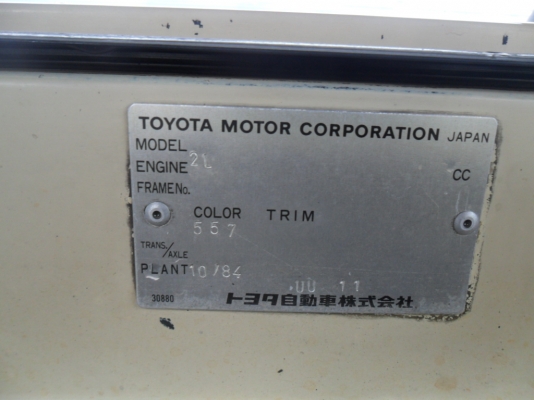 TOYOTA MOTOR CORPORATION JAPAN
MODEL
ENGINE 2L CC
FRAME No.
COLOR TRIM
557
TRANS./AXLE
PLANT 10/84
30880 トヨタ自動車株式会社